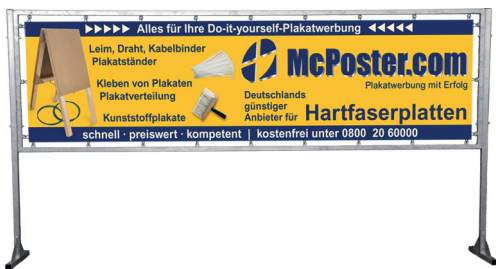 ▶▶▶▶▶ Alles für Ihre Do-it-yourself-Plakatwerbung ◀◀◀◀◀
Leim, Draht, Kabelbinder
Plakatständer
Kleben von Plakaten
Plakatverteilung
Kunststoffplakate
McPoster.com
Plakatwerbung mit Erfolg
Deutschlands
günstiger
Anbieter für Hartfaserplatten
schnell · preiswert · kompetent | kostenfrei unter 0800 20 60000